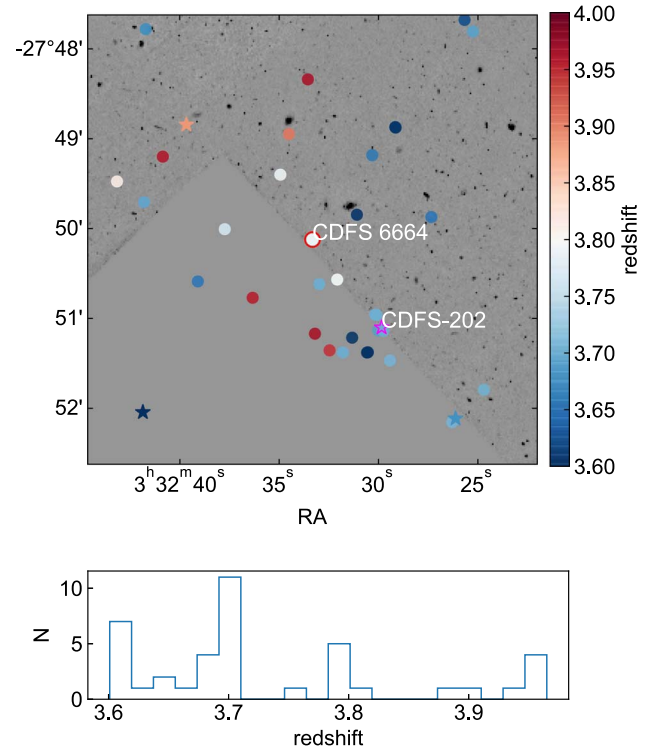 -27°48'
49'
50'
51'
52'
CDFS 6664
CDFS-202
3h32m40s
35s
30s
25s
RA
4.00
3.95
3.90
3.85
3.80
3.75
3.70
3.65
3.60
redshift
10
5
0
N
3.6
3.7
3.8
3.9
redshift